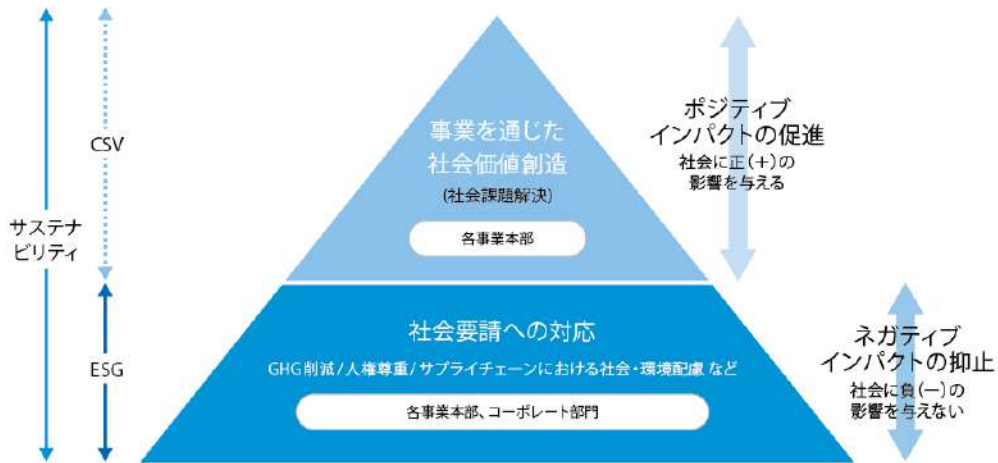 サステナ
ビリティ
CSV
ESG
事業を通じた
社会価値創造
(社会課題解決)
各事業本部
社会要請への対応
GHG削減/人権尊重/サプライチェーンにおける社会・環境配慮 など
各事業本部、コーポレート部門
ポジティブ
インパクトの促進
社会に正(+)の
影響を与える
ネガティブ
インパクトの抑止
社会に負(ー)の
影響を与えない